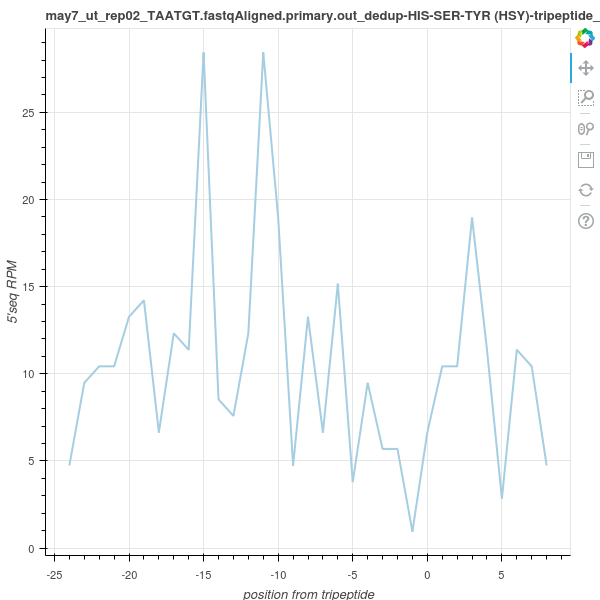 may7_ut_rep02_TAATGT.fastqAligned.primary.out_dedup-HIS-SER-TYR (HSY)-tripeptide_
25
20
15
10
5
0
5'seq RPM
-25 -20 -15 -10 -5 0 5
position from tripeptide